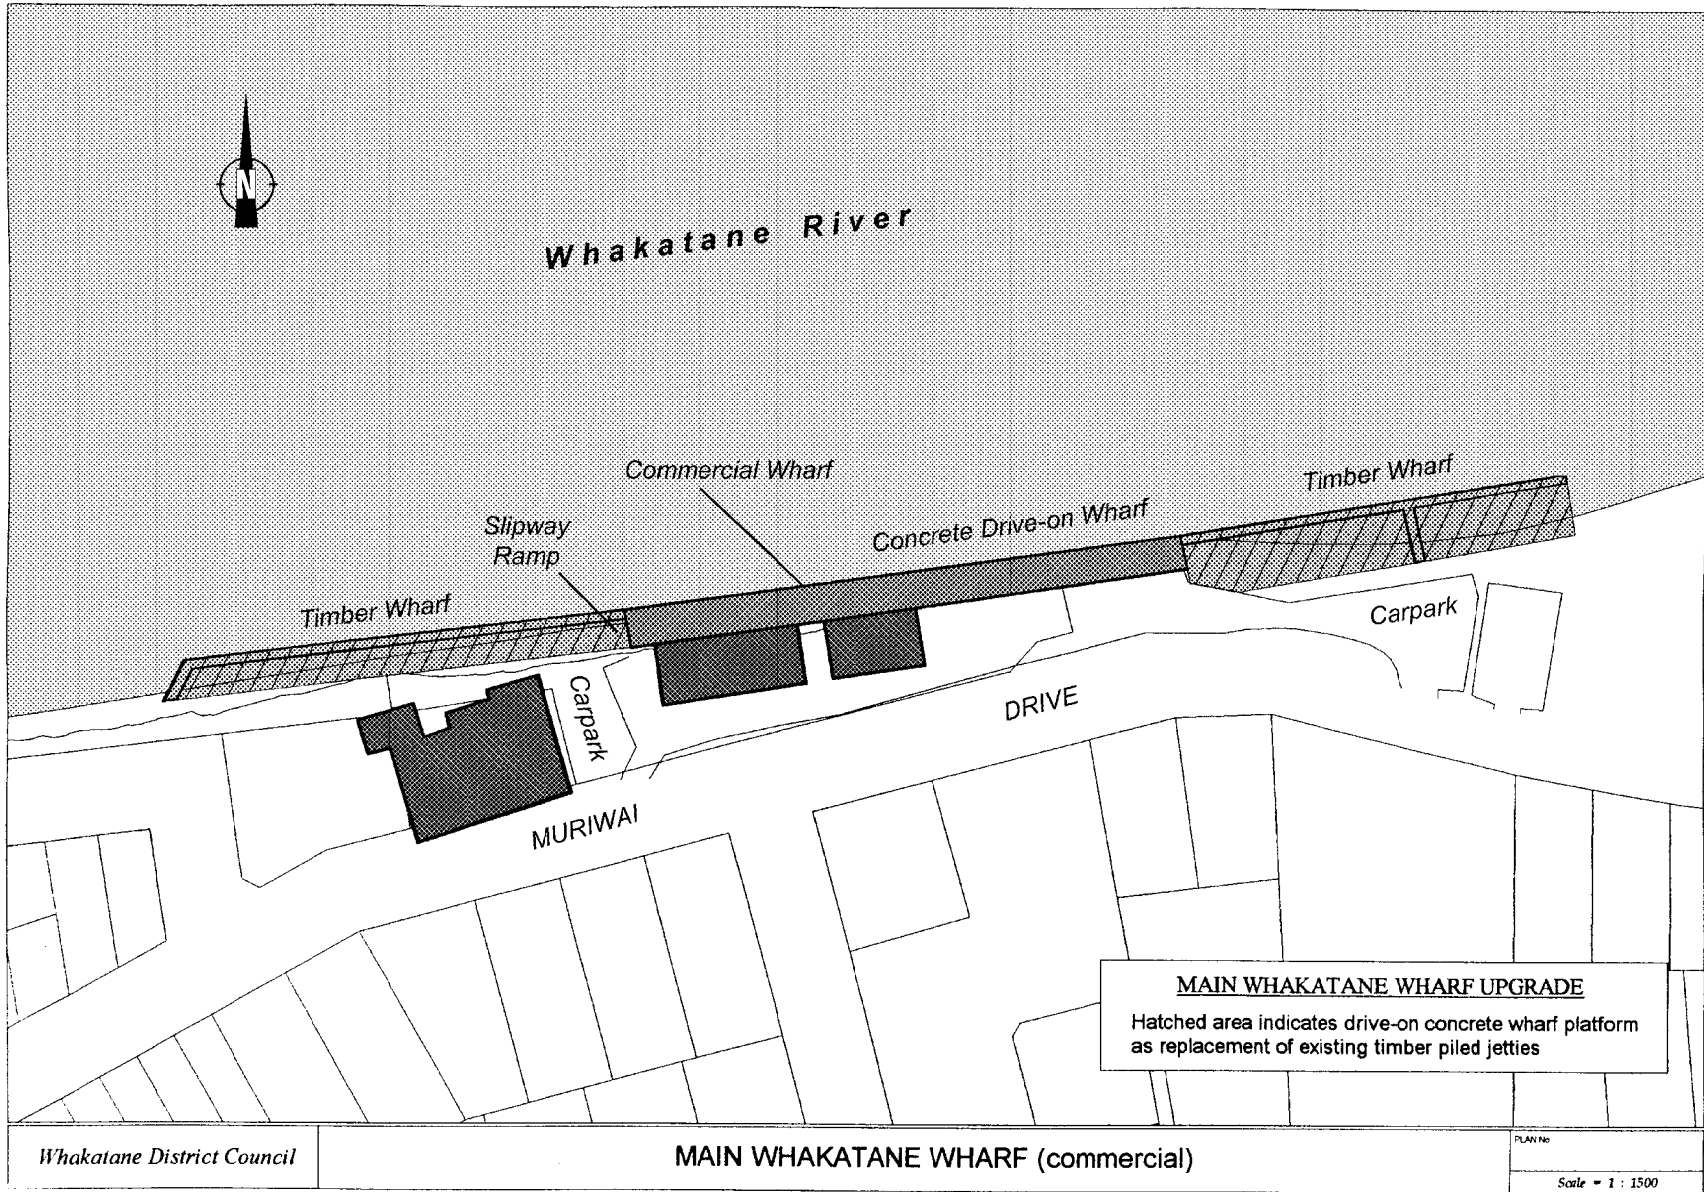 N
Whakatane River
Commercial Wharf
Timber Wharf
Slipway
Ramp
Concrete Drive-on Wharf
Timber Wharf
Carpark
Carpark
MURIWAI DRIVE
MAIN WHAKATANE WHARF UPGRADE
Hatched area indicates drive-on concrete wharf platform
as replacement of existing timber piled jetties
Whakatane District Council
MAIN WHAKATANE WHARF (commercial)
PLAN No
Scale = 1 : 1500